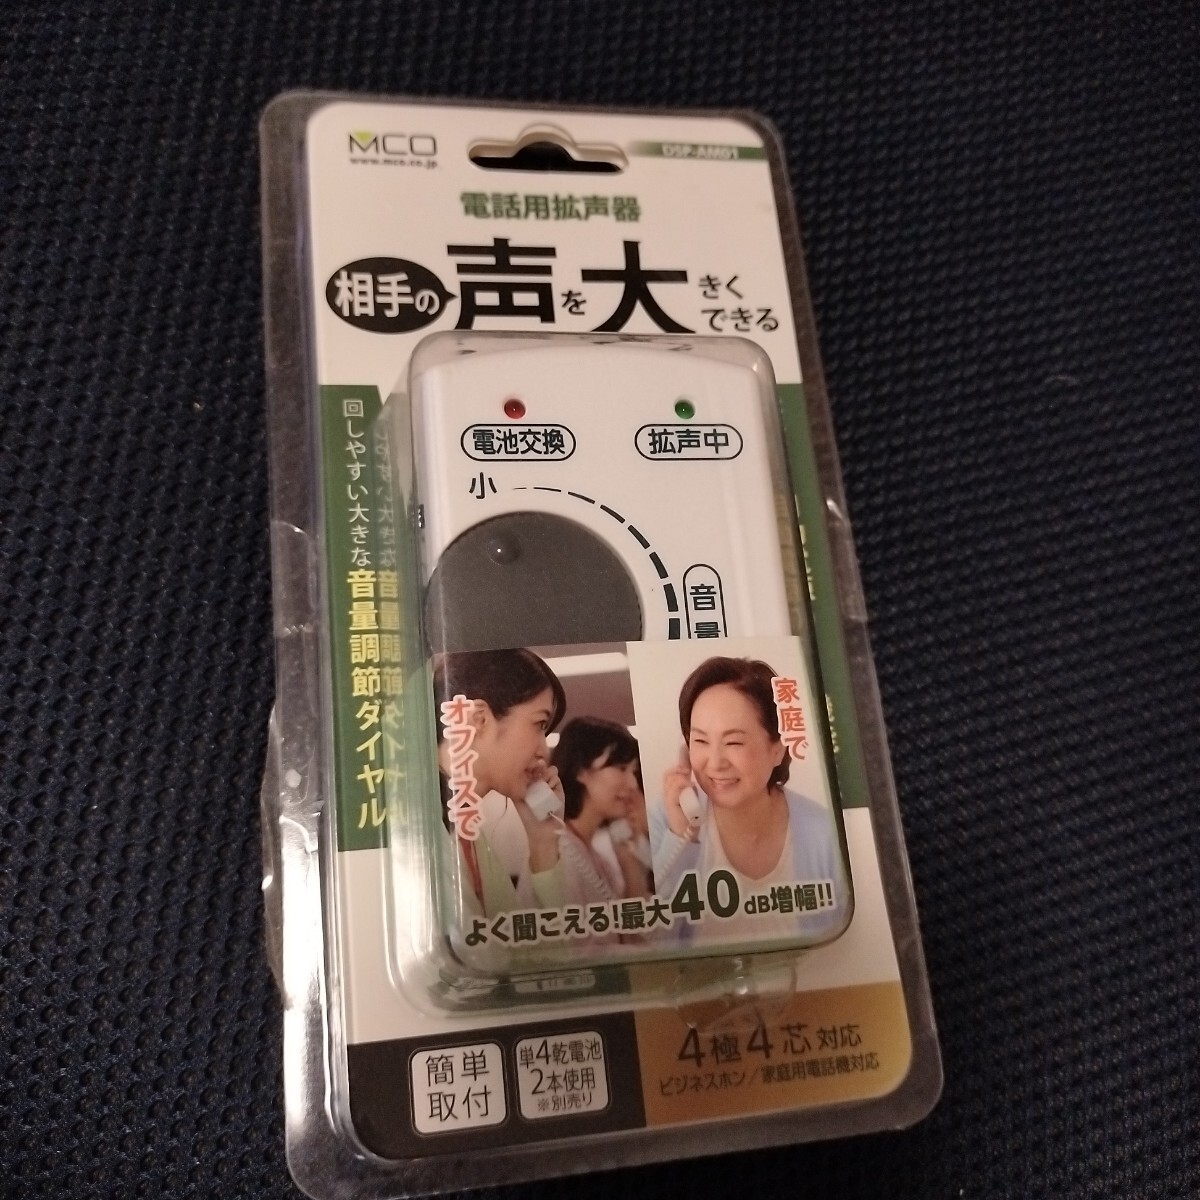 MCO
www.mco.co.jp
DSP-AM01
電話用拡声器
相手の声を大きく
できる
電池交換
拡声中
小
音量
回しやすい大きな
音量調節ダイヤル
オフィスで
家庭で
よく聞こえる!最大40dB増幅!!
簡単
取付
単4乾電池
2本使用
※別売り
4極4芯対応
ビジネスホン/家庭用電話機対応